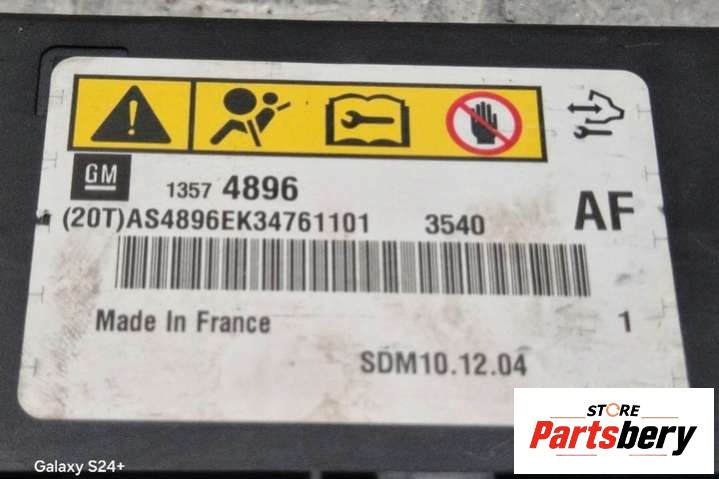 GM
1357 4896
(20T)AS4896EK34761101 3540 AF
Made In France 1
SDM10.12.04
STORE
Partsbery
Galaxy S24+